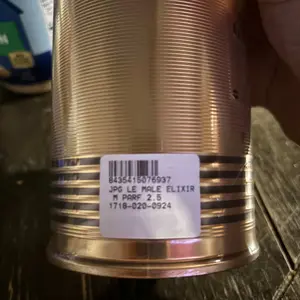 8435415076937
JPG LE MALE ELIXIR
M PARF 2.5
1718-020-0924